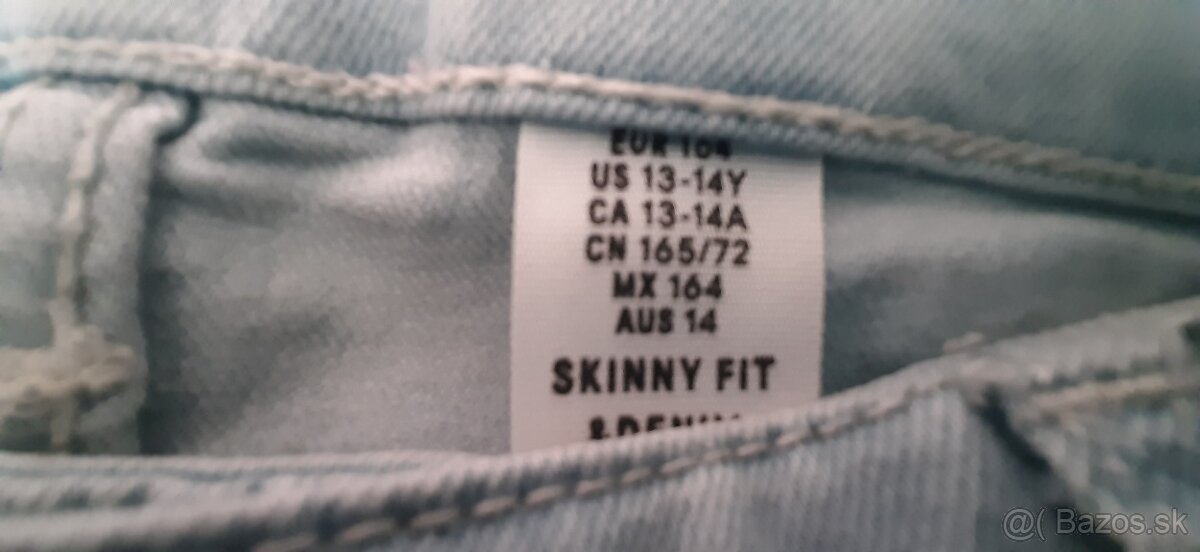 EUR 164
US 13-14Y
CA 13-14A
CN 165/72
MX 164
AUS 14
SKINNY FIT
&DENIM
@( Bazos.sk